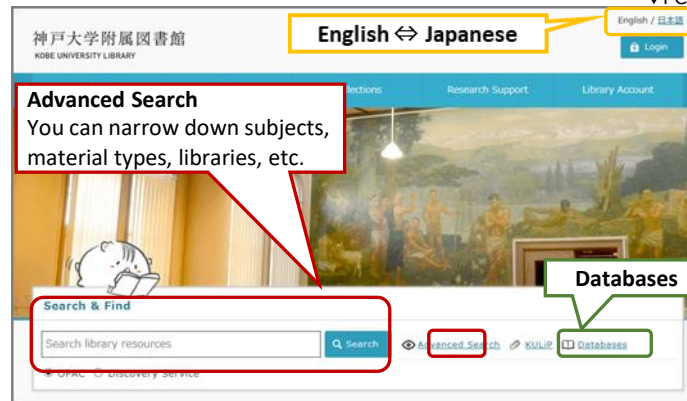 English / 日本語
神戸大学附属図書館
KOBE UNIVERSITY LIBRARY
English ⇔ Japanese
Login
Research Support
Library Account
Advanced Search
You can narrow down subjects,
material types, libraries, etc.
Databases
Search & Find
Search library resources
Search
Advanced Search
KULiP
Databases
OPAC
Discovery Service